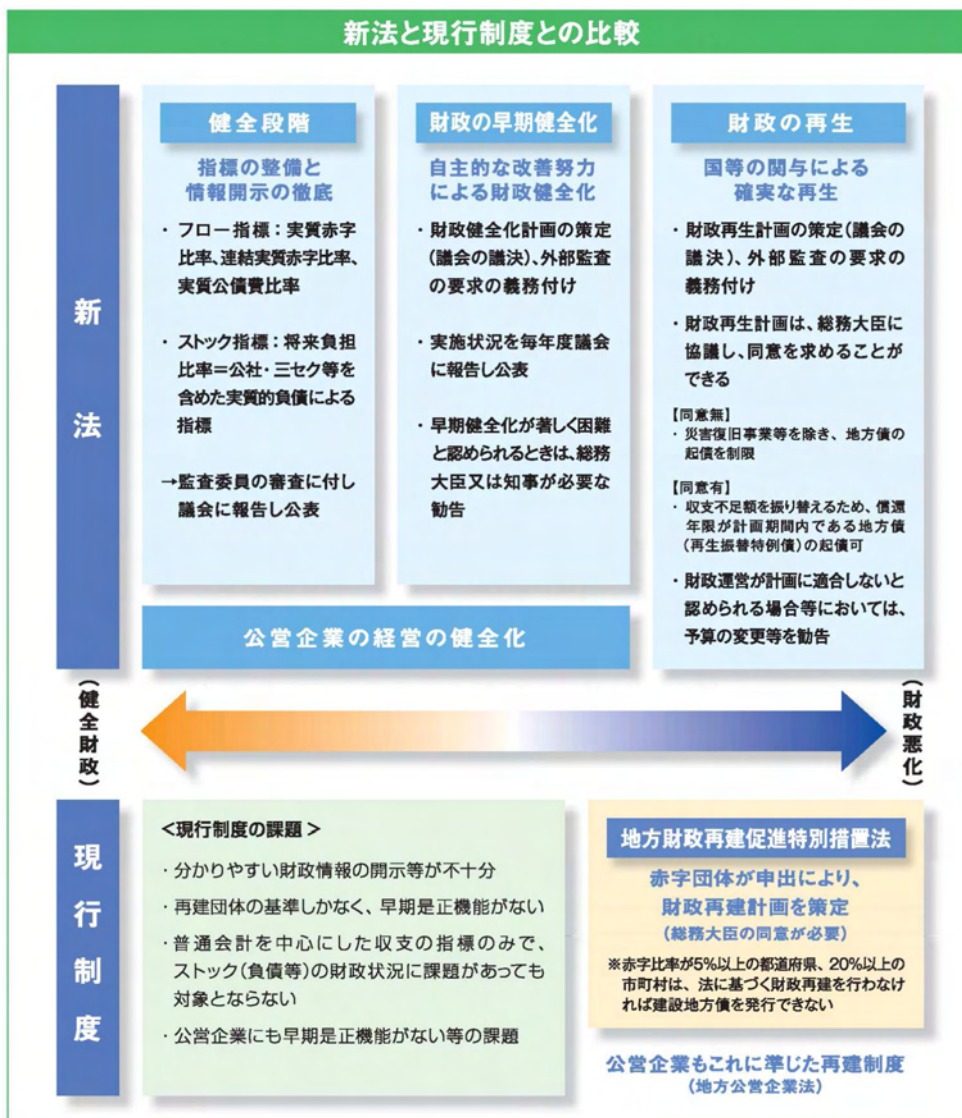 新法と現行制度との比較
新法
健全段階
指標の整備と
情報開示の徹底
・ フロー指標：実質赤字
比率、連結実質赤字比率、
実質公債費比率
・ ストック指標：将来負担
比率＝公社・三セク等を
含めた実質的負債による
指標
→監査委員の審査に付し
議会に報告し公表
財政の早期健全化
自主的な改善努力
による財政健全化
・ 財政健全化計画の策定
(議会の議決)、外部監査
の要求の義務付け
・ 実施状況を毎年度議会
に報告し公表
・ 早期健全化が著しく困難
と認められるときは、総務
大臣又は知事が必要な
勧告
財政の再生
国等の関与による
確実な再生
・ 財政再生計画の策定(議会の
議決)、外部監査の要求の
義務付け
・ 財政再生計画は、総務大臣に
協議し、同意を求めることが
できる
【同意無】
・ 災害復旧事業等を除き、地方債の
起債を制限
【同意有】
・ 収支不足額を振り替えるため、償還
年限が計画期間内である地方債
(再生振替特例債)の起債可
・ 財政運営が計画に適合しないと
認められる場合等においては、
予算の変更等を勧告
公営企業の経営の健全化
(健全財政)
(財政悪化)
現行制度
＜現行制度の課題＞
・分かりやすい財政情報の開示等が不十分
・再建団体の基準しかなく、早期是正機能がない
・普通会計を中心にした収支の指標のみで、
ストック(負債等)の財政状況に課題があっても
対象とならない
・公営企業にも早期是正機能がない等の課題
地方財政再建促進特別措置法
赤字団体が申出により、
財政再建計画を策定
(総務大臣の同意が必要)
※赤字比率が5%以上の都道府県、20%以上の
市町村は、法に基づく財政再建を行わなけ
れば建設地方債を発行できない
公営企業もこれに準じた再建制度
(地方公営企業法)